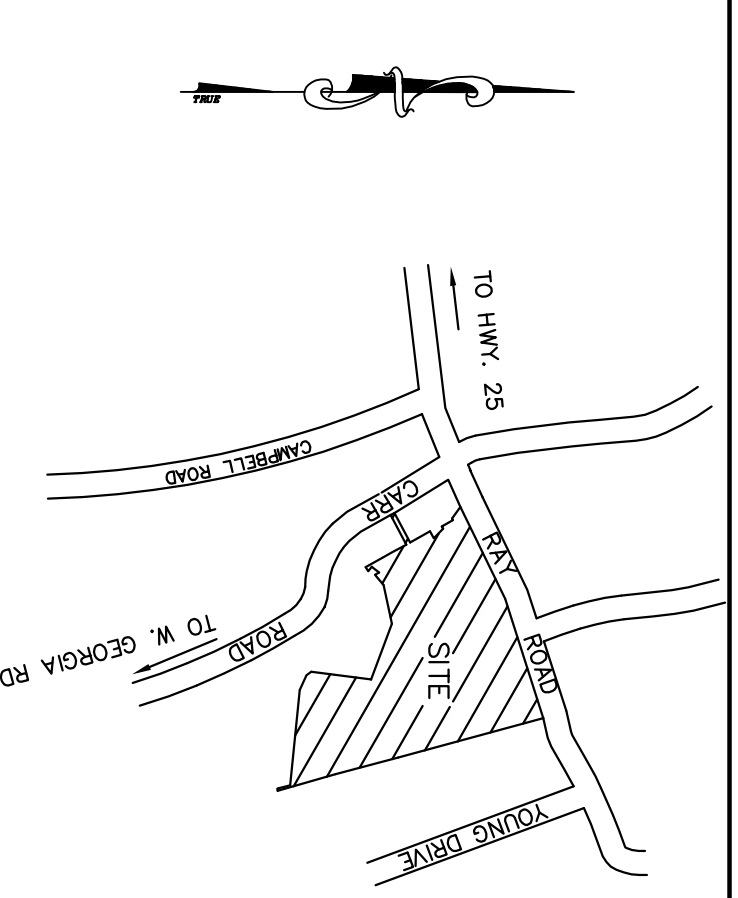 TRUE
TO HWY. 25
CAMPBELL ROAD
CARR
ROAD
RAY
ROAD
TO W. GEORGIA RD
SITE
YOUNG DRIVE